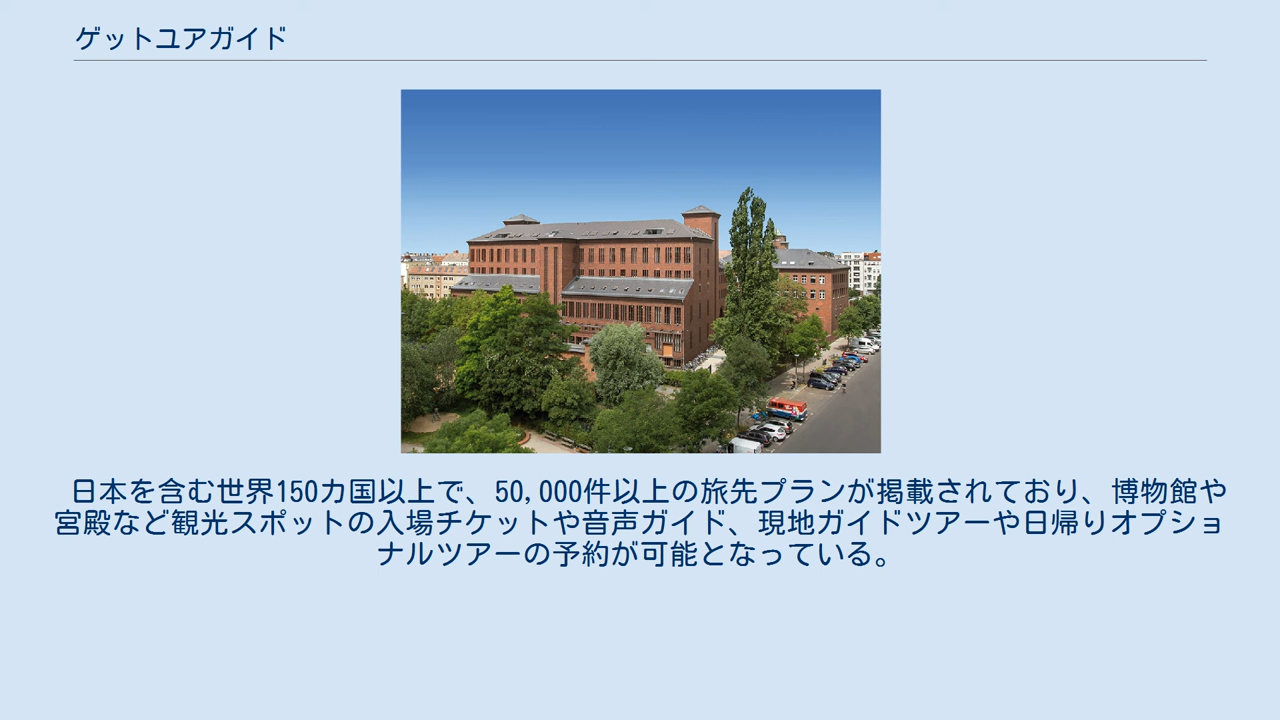 ゲットユアガイド
日本を含む世界150カ国以上で、50,000件以上の旅先プランが掲載されており、博物館や
宮殿など観光スポットの入場チケットや音声ガイド、現地ガイドツアーや日帰りオプショ
ナルツアーの予約が可能となっている。